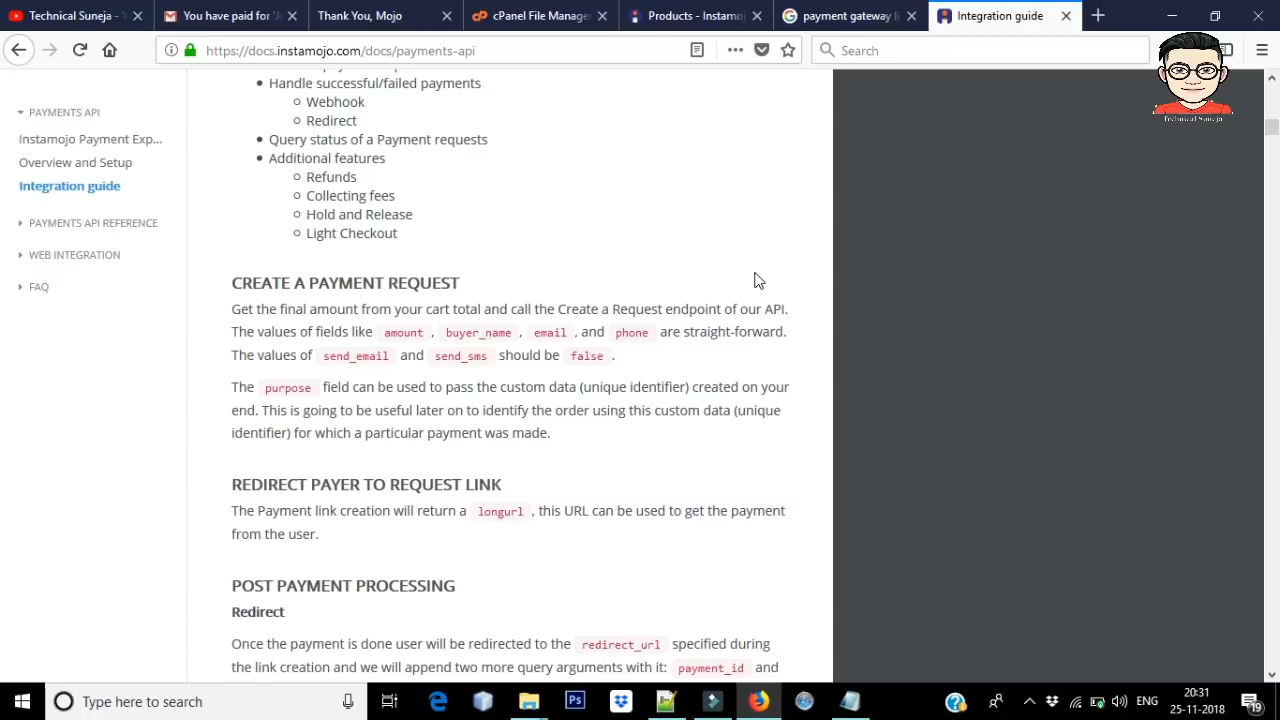 Technical Suneja - Y
You have paid for 'A
Thank You, Mojo
cPanel File Manage
Products - Instamojo
payment gateway li
Integration guide
https://docs.instamojo.com/docs/payments-api
Search
Technical Suneja
PAYMENTS API
Instamojo Payment Exp...
Overview and Setup
Integration guide
PAYMENTS API REFERENCE
WEB INTEGRATION
FAQ
Handle successful/failed payments
Webhook
Redirect
Query status of a Payment requests
Additional features
Refunds
Collecting fees
Hold and Release
Light Checkout
CREATE A PAYMENT REQUEST
Get the final amount from your cart total and call the Create a Request endpoint of our API.
The values of fields like amount , buyer_name , email , and phone are straight-forward.
The values of send_email and send_sms should be false .
The purpose field can be used to pass the custom data (unique identifier) created on your
end. This is going to be useful later on to identify the order using this custom data (unique
identifier) for which a particular payment was made.
REDIRECT PAYER TO REQUEST LINK
The Payment link creation will return a longurl , this URL can be used to get the payment
from the user.
POST PAYMENT PROCESSING
Redirect
Once the payment is done user will be redirected to the redirect_url specified during
the link creation and we will append two more query arguments with it: payment_id and
Type here to search
ENG
20:31
25-11-2018
19